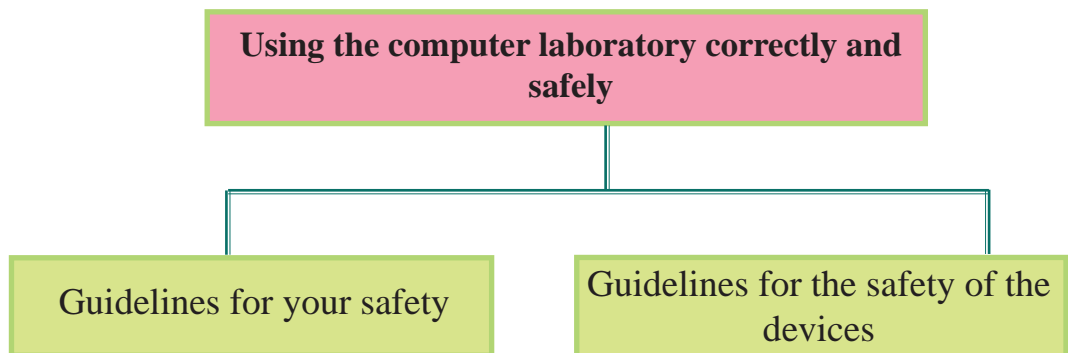 Using the computer laboratory correctly and
safely
Guidelines for your safety
Guidelines for the safety of the
devices